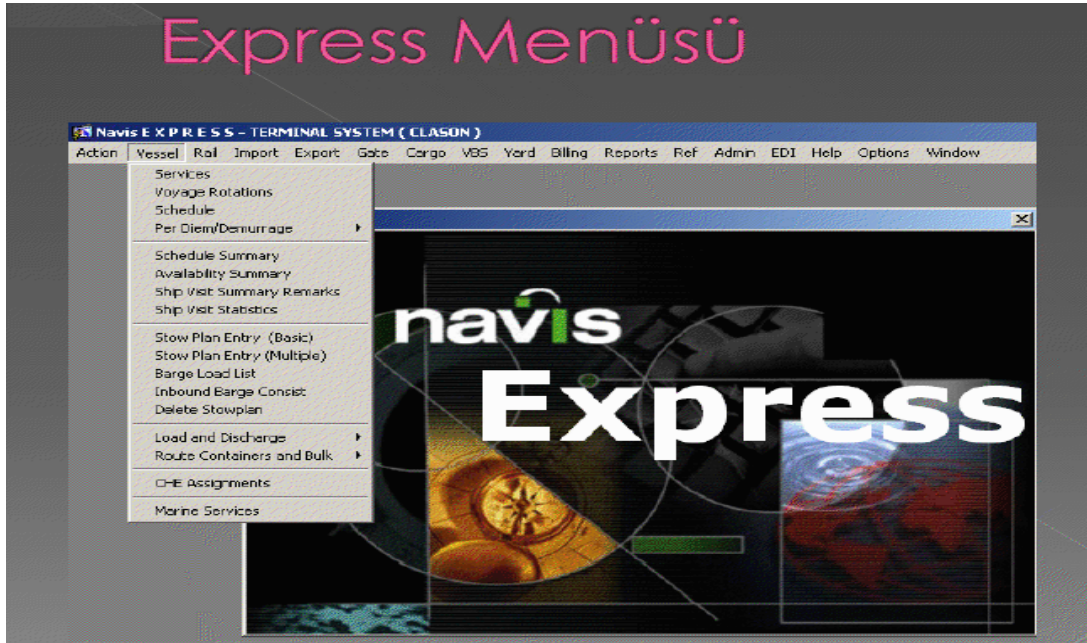 Express Menüsü
Navis E X P R E S S - TERMINAL SYSTEM ( CLASON )
Action Vessel Rail Import Export Gate Cargo VBS Yard Billing Reports Ref Admin EDI Help Options Window
Services
Voyage Rotations
Schedule
Per Diem/Demurrage
Schedule Summary
Availability Summary
Ship Visit Summary Remarks
Ship Visit Statistics
Stow Plan Entry (Basic)
Stow Plan Entry (Multiple)
Barge Load List
Inbound Barge Consist
Delete Stowplan
Load and Discharge
Route Containers and Bulk
CHE Assignments
Marine Services
navis
Express